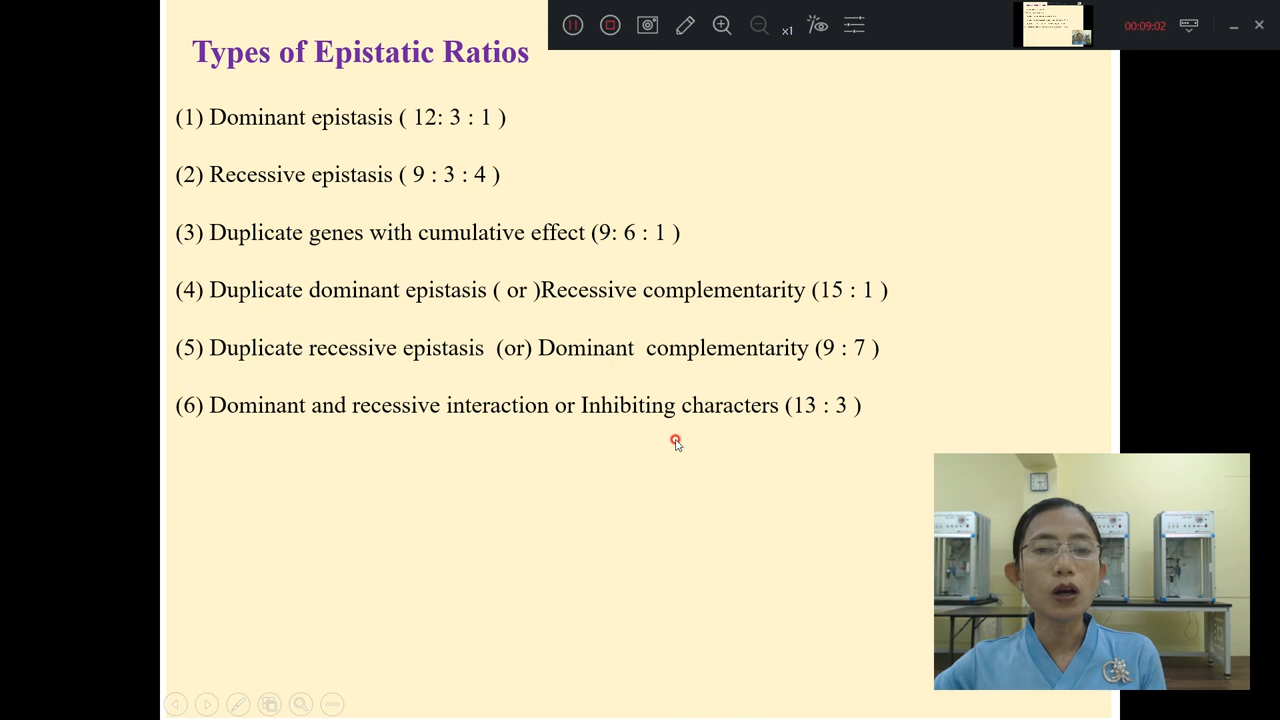 x1
00:09:02
Types of Epistatic Ratios
(1) Dominant epistasis ( 12: 3 : 1 )
(2) Recessive epistasis ( 9 : 3 : 4 )
(3) Duplicate genes with cumulative effect (9: 6 : 1 )
(4) Duplicate dominant epistasis ( or )Recessive complementarity (15 : 1 )
(5) Duplicate recessive epistasis (or) Dominant complementarity (9 : 7 )
(6) Dominant and recessive interaction or Inhibiting characters (13 : 3 )